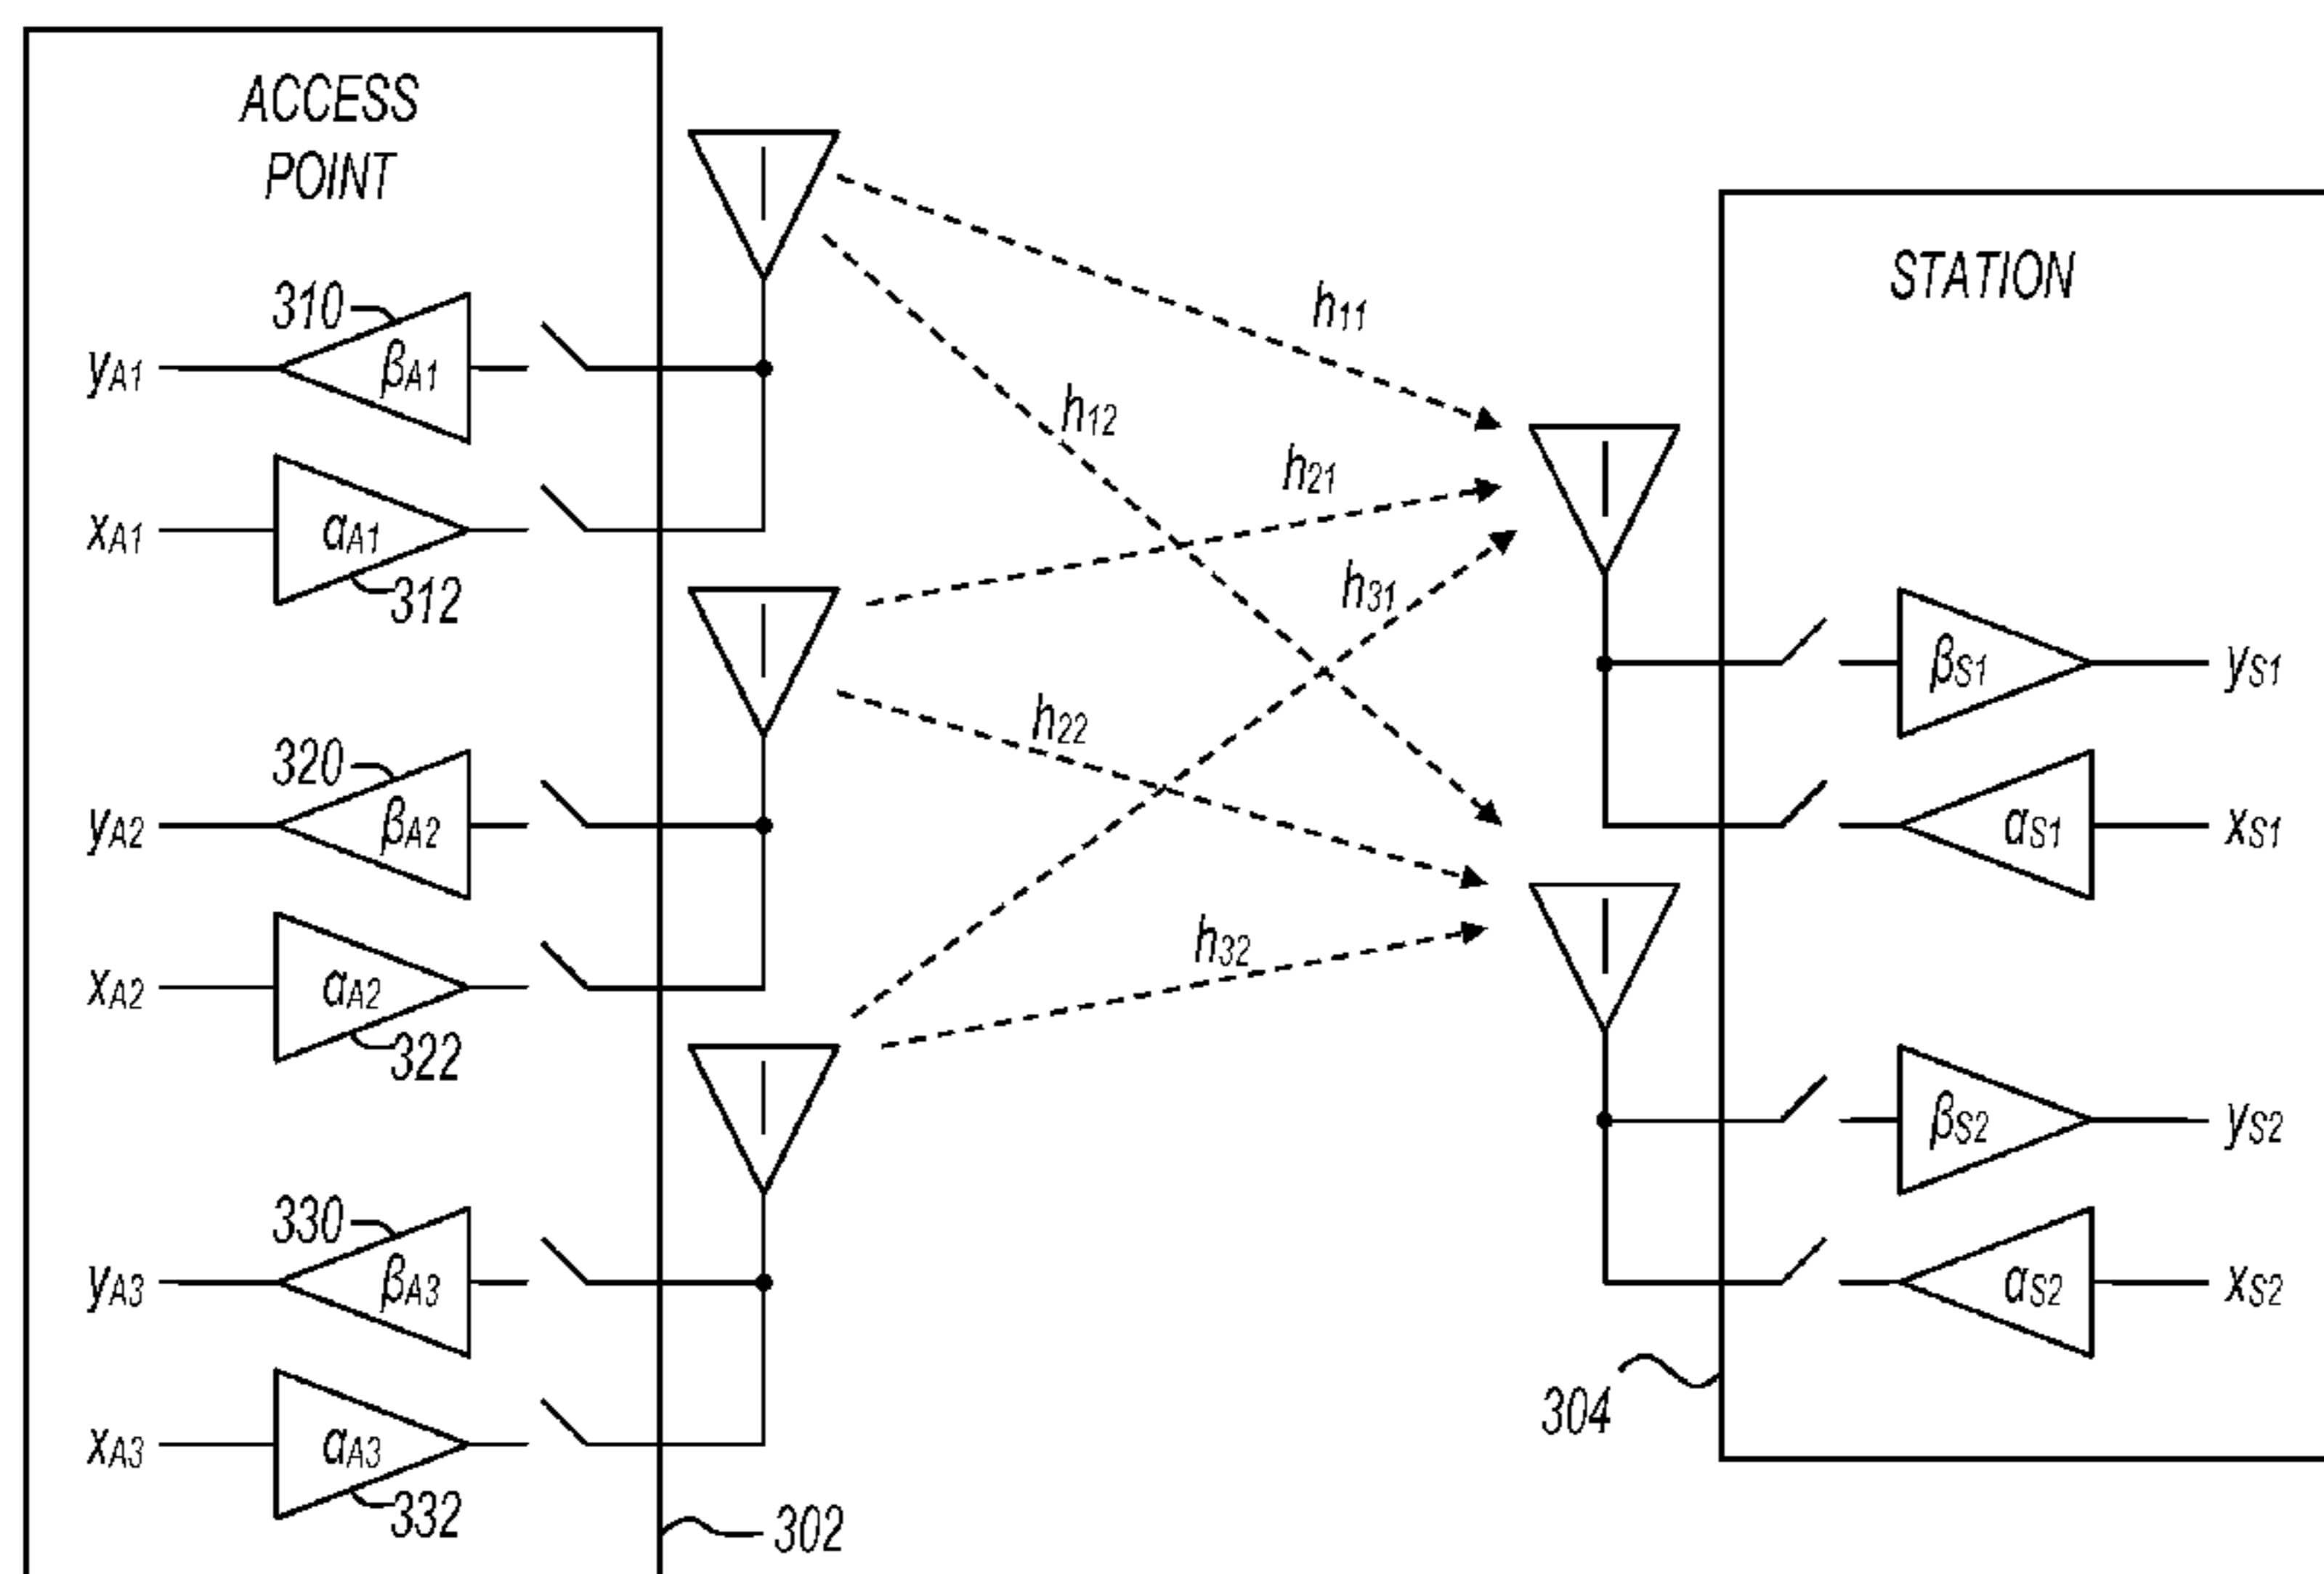 ACCESS
POINT
STATION
310
βA1
yA1
xA1
αA1
312
320
βA2
yA2
xA2
αA2
322
330
βA3
yA3
xA3
αA3
332
302
h11
h12
h21
h31
h22
h32
βS1
yS1
αS1
xS1
βS2
yS2
αS2
xS2
304